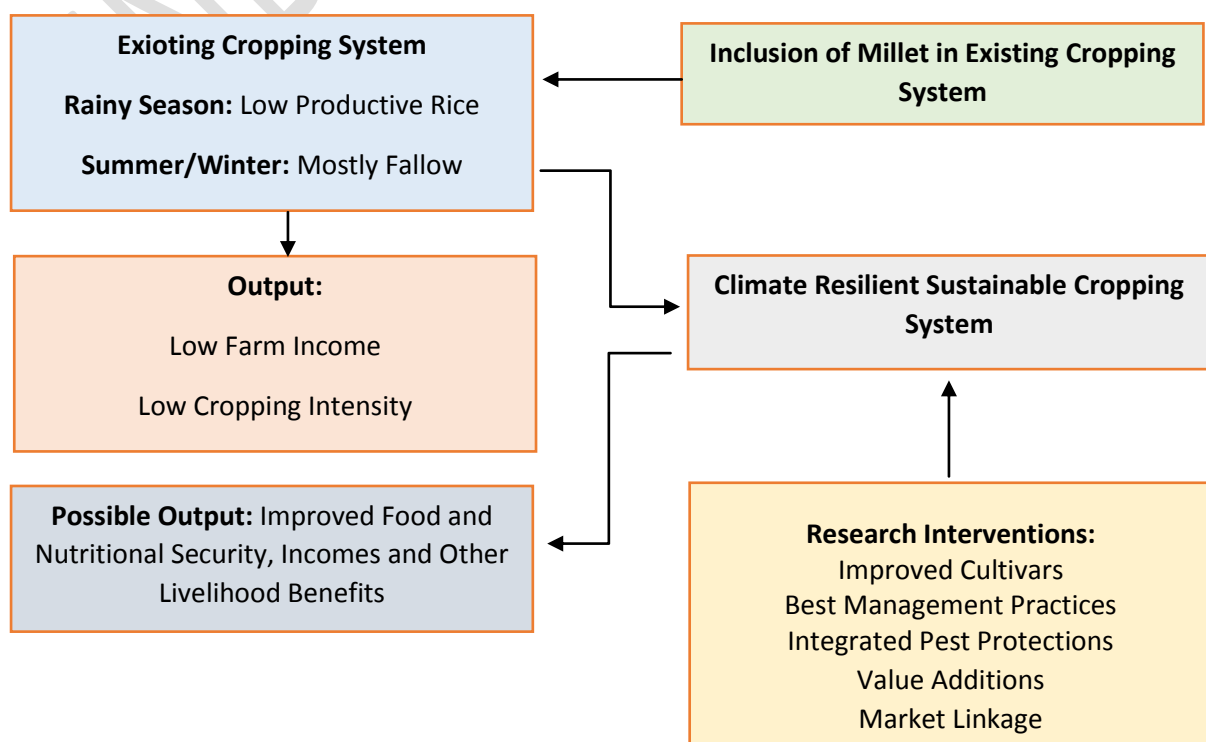 Exioting Cropping System
Rainy Season: Low Productive Rice
Summer/Winter: Mostly Fallow
Inclusion of Millet in Existing Cropping
System
Output:
Low Farm Income
Low Cropping Intensity
Climate Resilient Sustainable Cropping
System
Possible Output: Improved Food and
Nutritional Security, Incomes and Other
Livelihood Benefits
Research Interventions:
Improved Cultivars
Best Management Practices
Integrated Pest Protections
Value Additions
Market Linkage